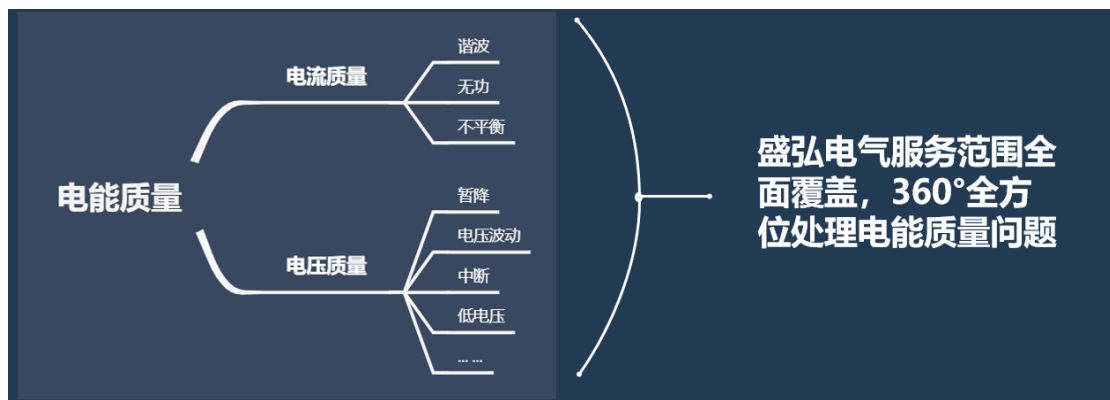 电能质量
电流质量
谐波
无功
不平衡
电压质量
暂降
电压波动
中断
低电压
... ...
盛弘电气服务范围全
面覆盖，360°全方
位处理电能质量问题